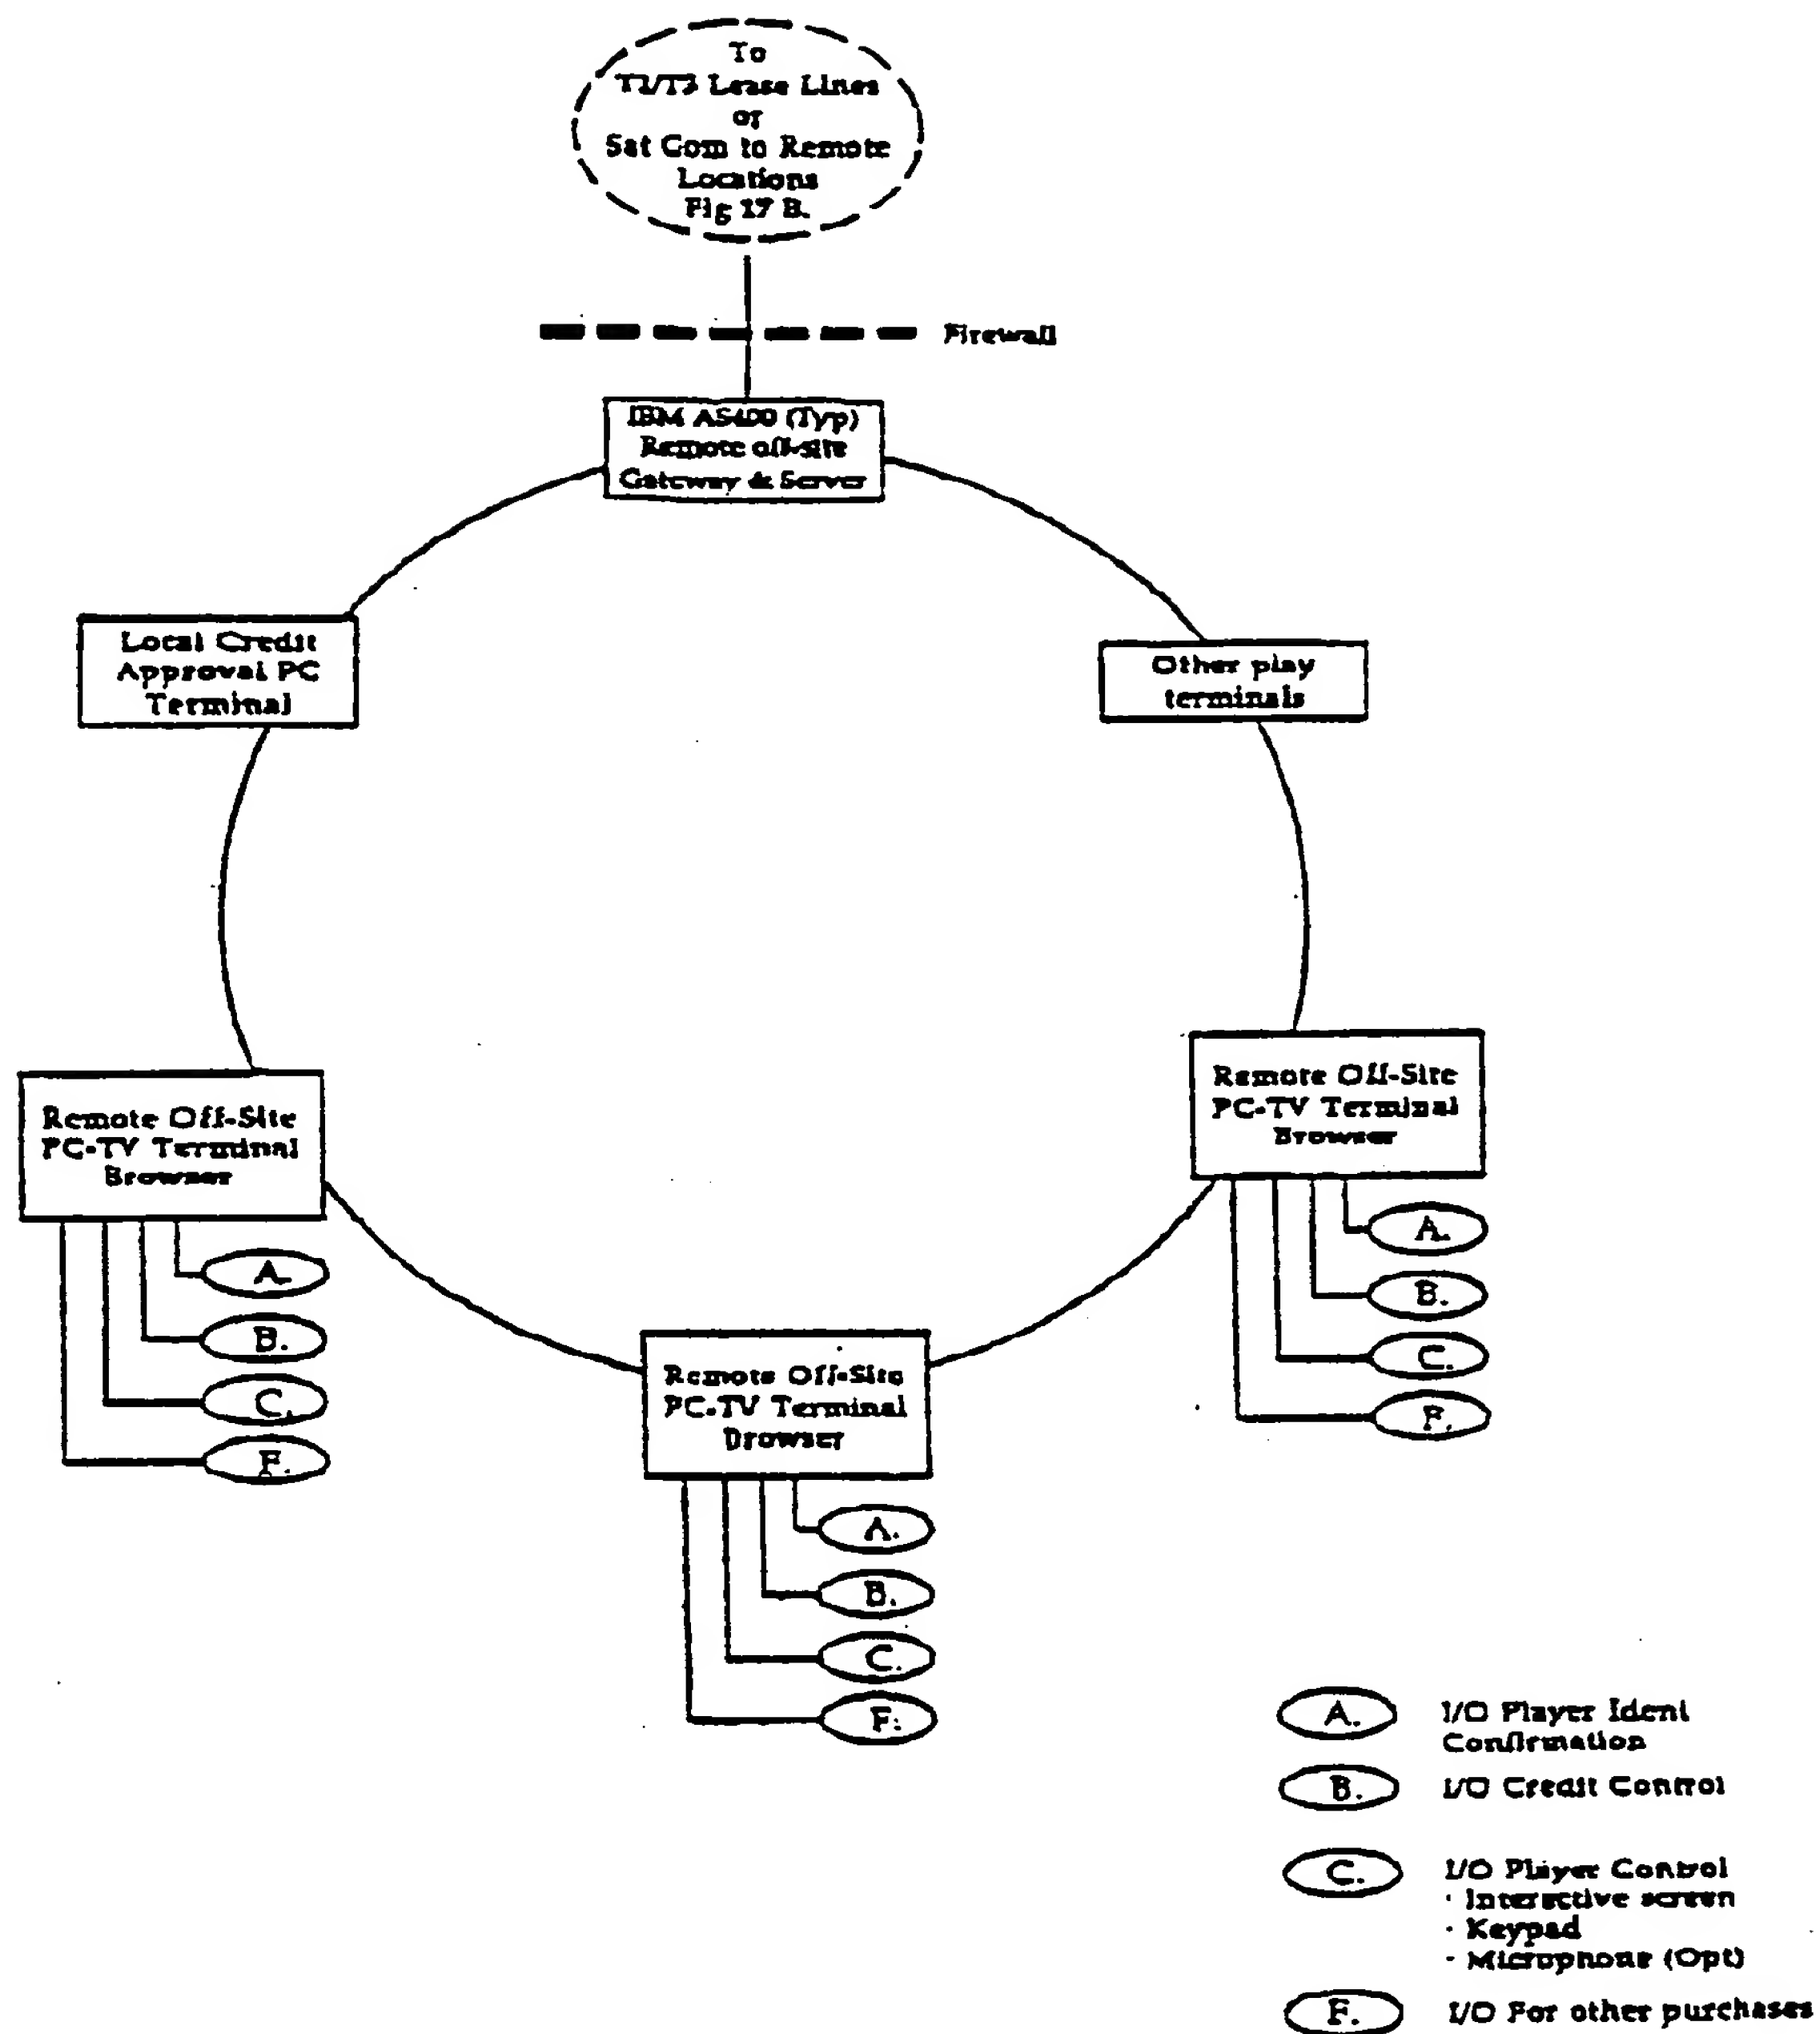 To
T1/T3 Lease Lines
or
Sat Com to Remote
Locations
Fig 17 B.
Firewall
IBM AS400 (Typ)
Remote off-site
Gateway & Server
Local Credit
Approval PC
Terminal
Other play
terminals
Remote Off-Site
PC-TV Terminal
Browser
A.
B.
C.
F.
Remote Off-Site
PC-TV Terminal
Browser
A.
B.
C.
F.
Remote Off-Site
PC-TV Terminal
Browser
A.
B.
C.
F.
A. I/O Player Ident
Confirmation
B. I/O Credit Control
C. I/O Player Control
· Interactive screen
· Keypad
- Microphone (Opt)
F. I/O For other purchases